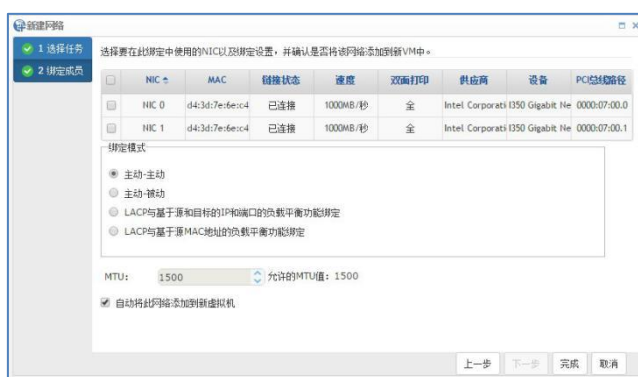 新建网络
1 选择任务
2 绑定成员
选择要在此绑定中使用的NIC以及绑定设置，并确认是否将该网络添加到新VM中。
NIC MAC 链接状态 速度 双面打印 供应商 设备 PCI总线路径
NIC 0 d4:3d:7e:6e:c4 已连接 1000MB/秒 全 Intel Corporati I350 Gigabit Ne 0000:07:00.0
NIC 1 d4:3d:7e:6e:c4 已连接 1000MB/秒 全 Intel Corporati I350 Gigabit Ne 0000:07:00.1
绑定模式
主动-主动
主动-被动
LACP与基于源和目标的IP和端口的负载平衡功能绑定
LACP与基于源MAC地址的负载平衡功能绑定
MTU: 1500 允许的MTU值: 1500
自动将此网络添加到新虚拟机
上一步 下一步 完成 取消